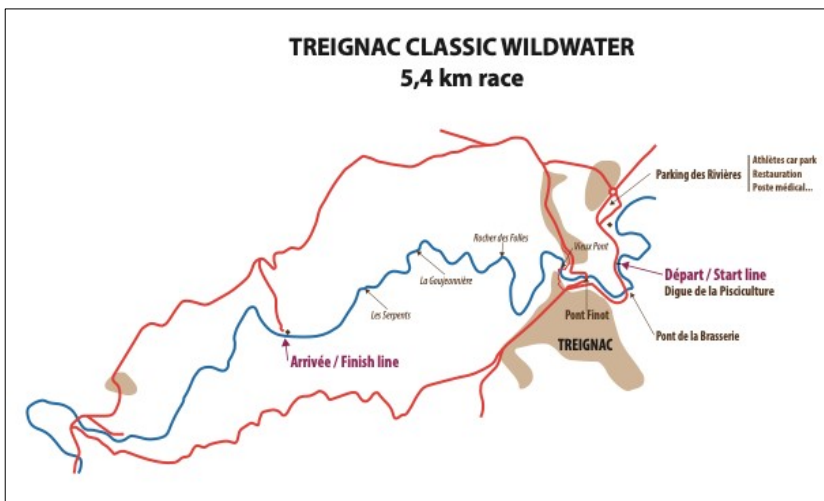 TREIGNAC CLASSIC WILDWATER
5,4 km race
Parking des Rivières
Athlètes car park
Restauration
Poste médical...
Rocher des Folles
Vieux Pont
La Goujeonnière
Départ / Start line
Digue de la Pisciculture
Les Serpents
Pont Finot
Pont de la Brasserie
TREIGNAC
Arrivée / Finish line